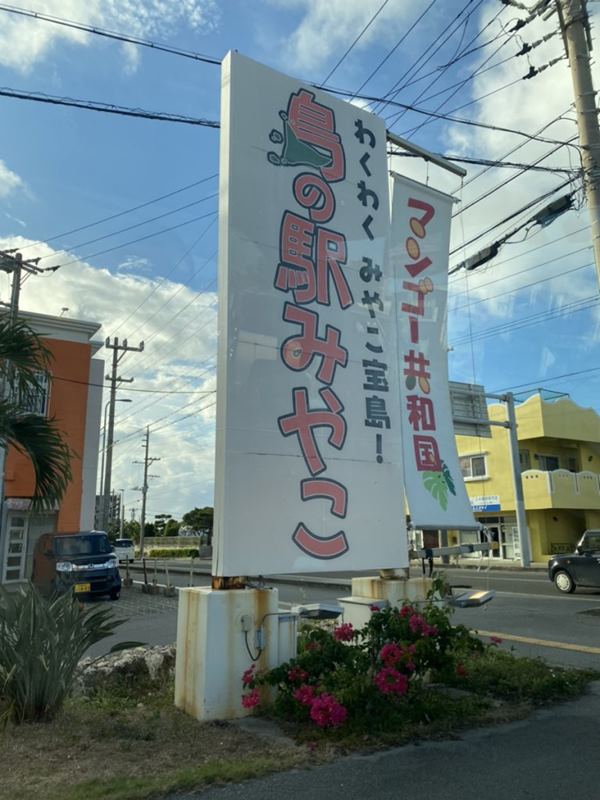 わくわく みやこ宝島！
島の駅みやこ
マンゴー共和国